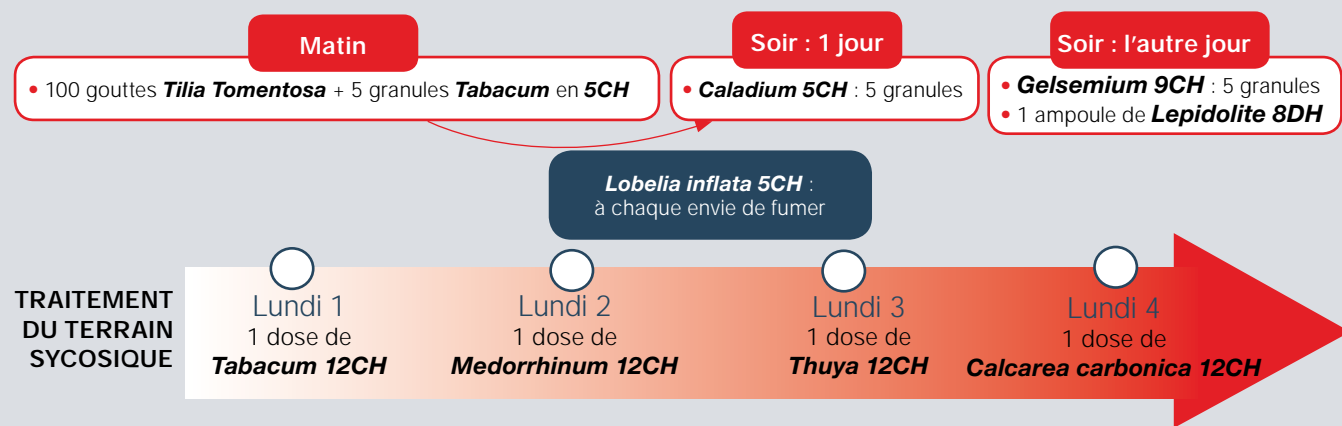 Matin
• 100 gouttes Tilia Tomentosa + 5 granules Tabacum en 5CH
Soir : 1 jour
• Caladium 5CH : 5 granules
Soir : l'autre jour
• Gelsemium 9CH : 5 granules
• 1 ampoule de Lepidolite 8DH
Lobelia inflata 5CH :
à chaque envie de fumer
TRAITEMENT
DU TERRAIN
SYCOSIQUE
Lundi 1
1 dose de
Tabacum 12CH
Lundi 2
1 dose de
Medorrhinum 12CH
Lundi 3
1 dose de
Thuya 12CH
Lundi 4
1 dose de
Calcarea carbonica 12CH